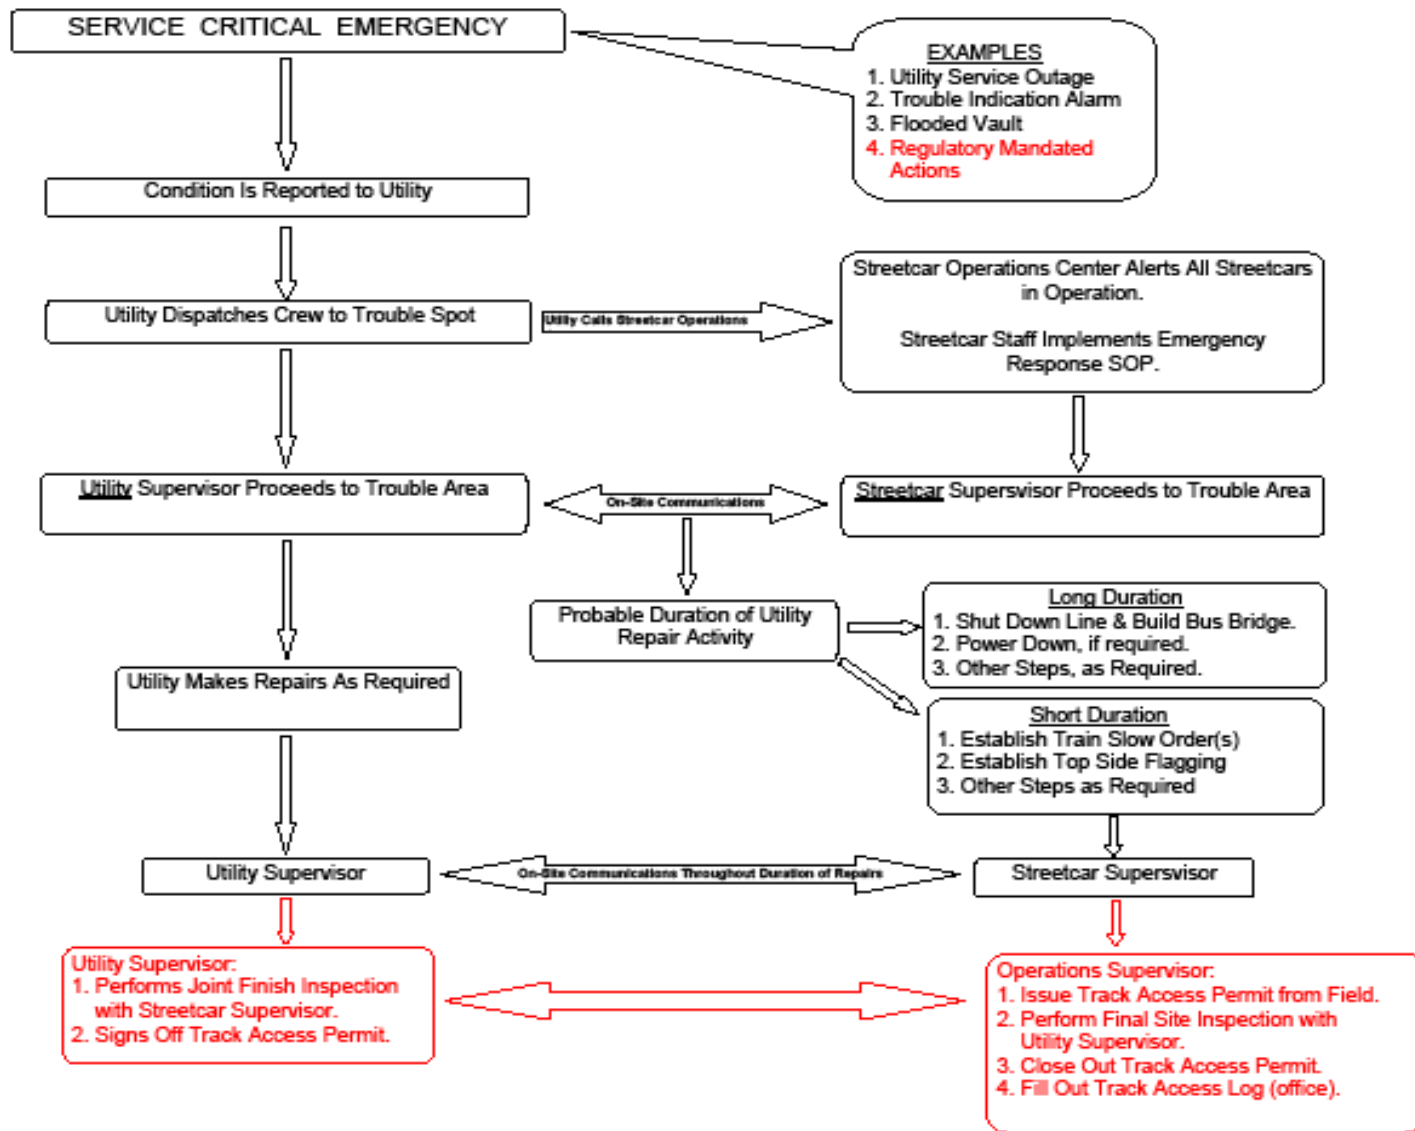 SERVICE CRITICAL EMERGENCY
EXAMPLES
1. Utility Service Outage
2. Trouble Indication Alarm
3. Flooded Vault
4. Regulatory Mandated
Actions
Condition Is Reported to Utility
Utility Dispatches Crew to Trouble Spot
Utility Calls Streetcar Operations
Streetcar Operations Center Alerts All Streetcars
in Operation.
Streetcar Staff Implements Emergency
Response SOP.
Utility Supervisor Proceeds to Trouble Area
On-Site Communications
Streetcar Supersvisor Proceeds to Trouble Area
Probable Duration of Utility
Repair Activity
Long Duration
1. Shut Down Line & Build Bus Bridge.
2. Power Down, if required.
3. Other Steps, as Required.
Utility Makes Repairs As Required
Short Duration
1. Establish Train Slow Order(s)
2. Establish Top Side Flagging
3. Other Steps as Required
Utility Supervisor
On-Site Communications Throughout Duration of Repairs
Streetcar Supersvisor
Utility Supervisor:
1. Performs Joint Finish Inspection
with Streetcar Supervisor.
2. Signs Off Track Access Permit.
Operations Supervisor:
1. Issue Track Access Permit from Field.
2. Perform Final Site Inspection with
Utility Supervisor.
3. Close Out Track Access Permit.
4. Fill Out Track Access Log (office).